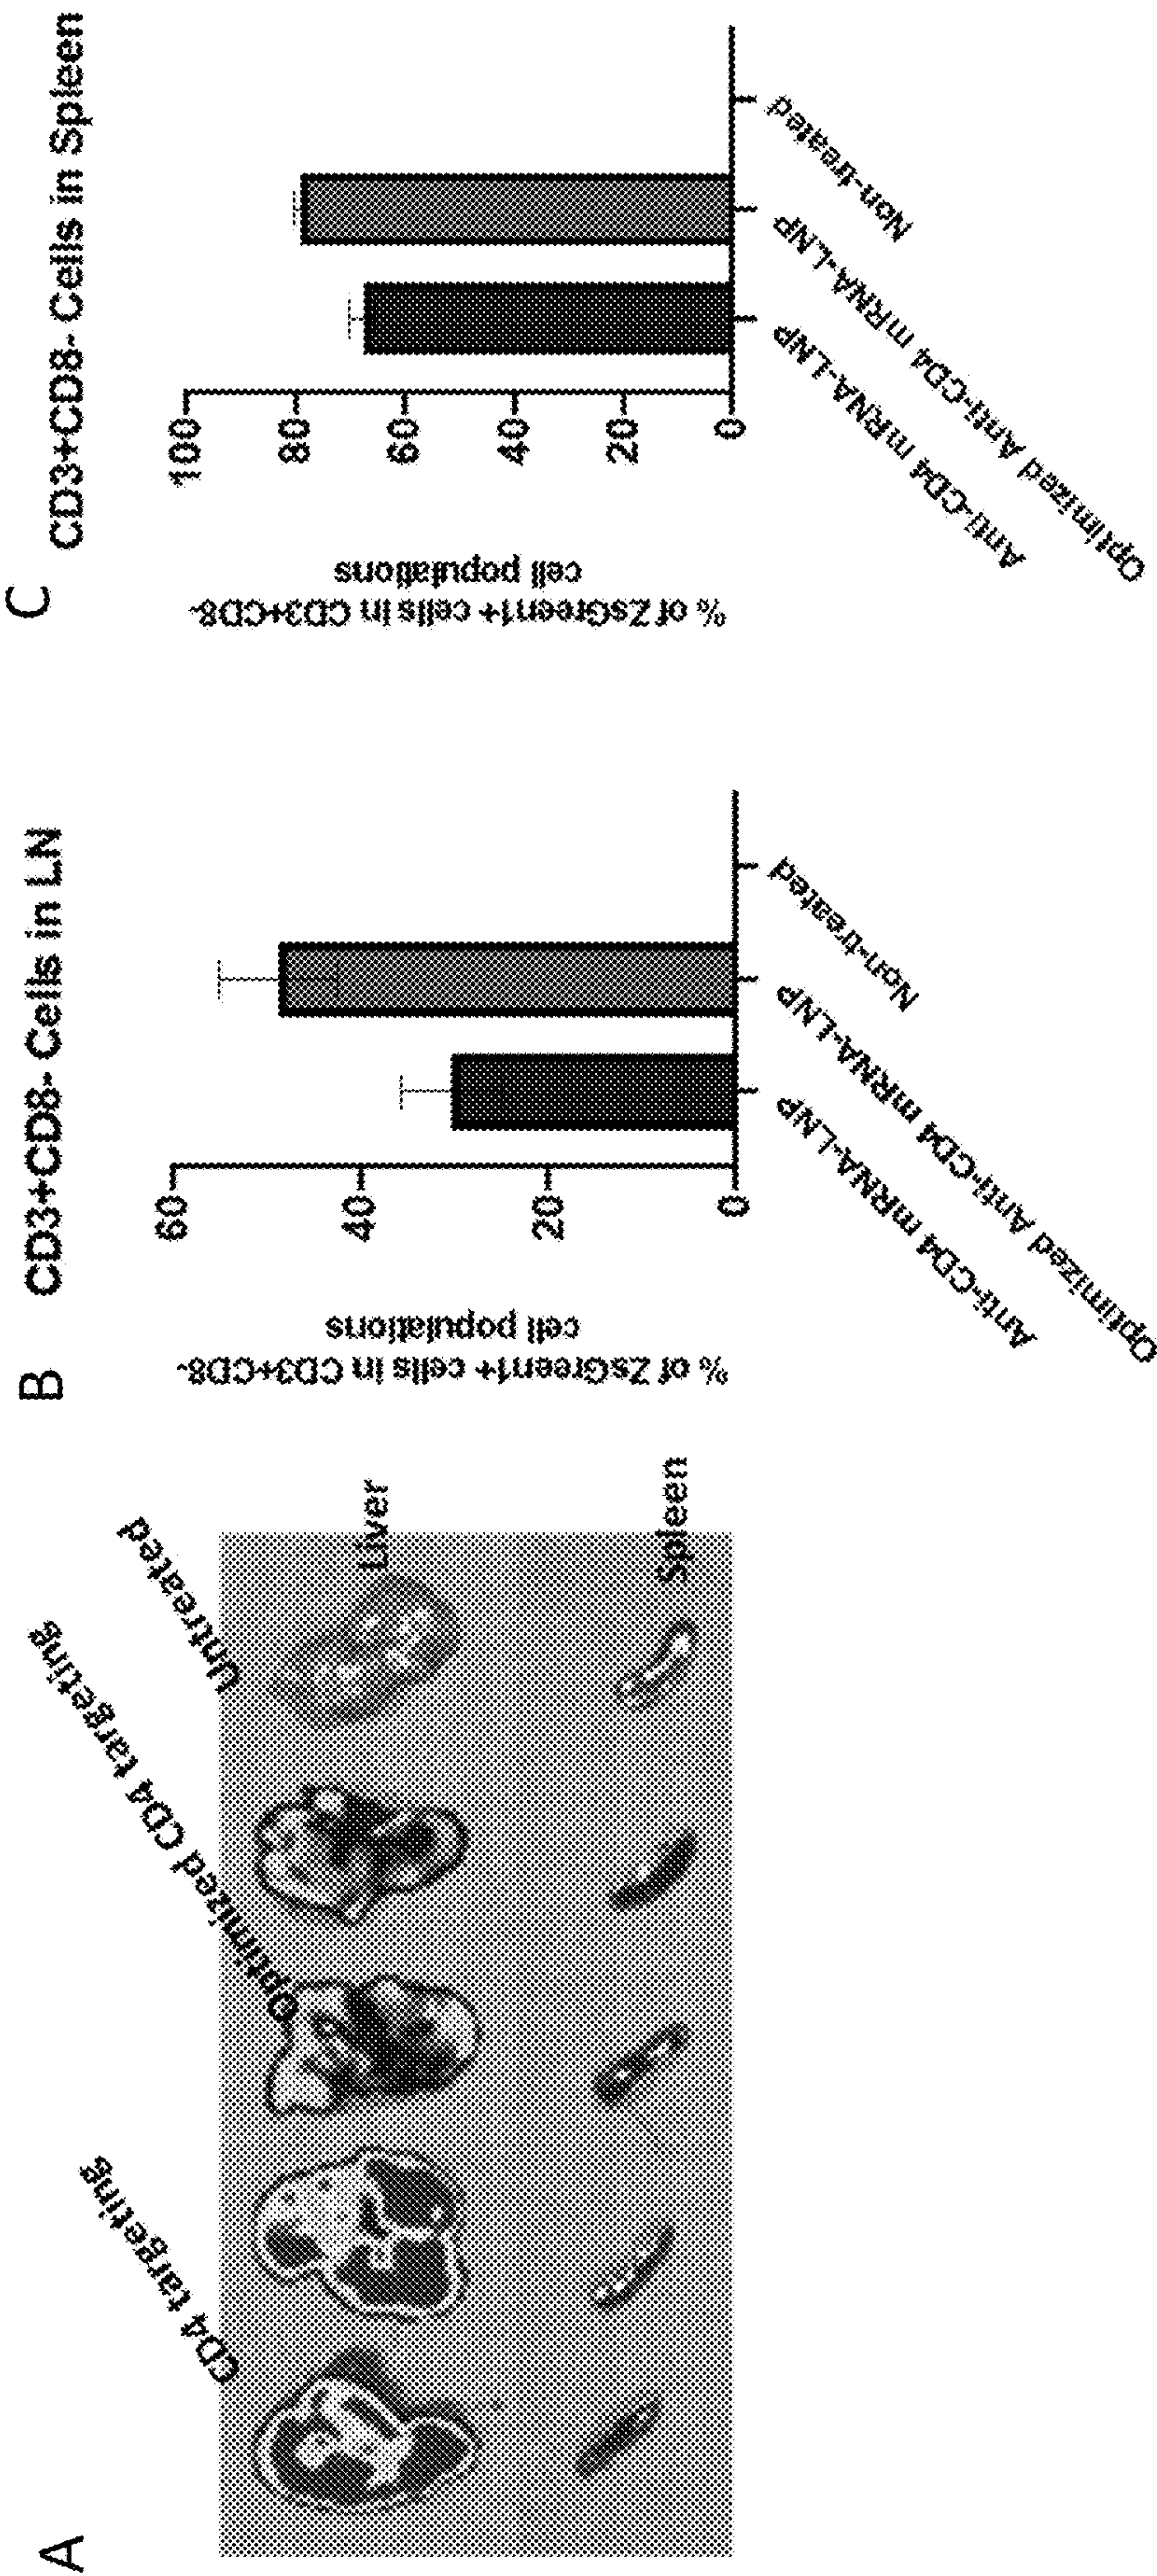 A
CD4 targeting
Optimized CD4 targeting
Untreated
Liver
Spleen
B
CD3+CD8- Cells in LN
% of ZsGreen1+ cells in CD3+CD8-
cell populations
60
40
20
0
Anti-CD4 mRNA-LNP
Optimized Anti-CD4 mRNA-LNP
Non-treated
C
CD3+CD8- Cells in Spleen
% of ZsGreen1+ cells in CD3+CD8-
cell populations
100
80
60
40
20
0
Anti-CD4 mRNA-LNP
Optimized Anti-CD4 mRNA-LNP
Non-treated